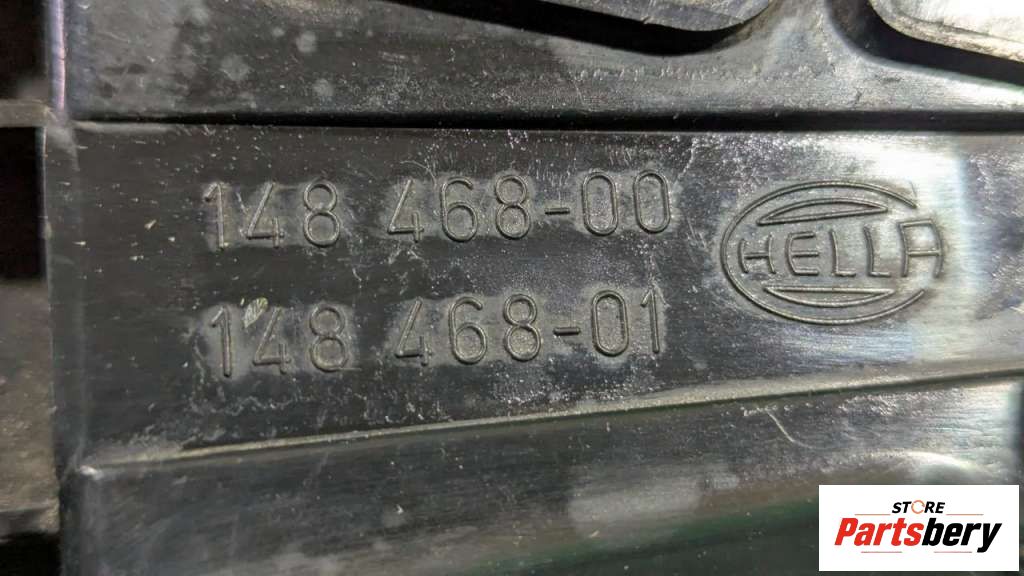 148 468-00
HELLA
148 468-01
STORE
Partsbery